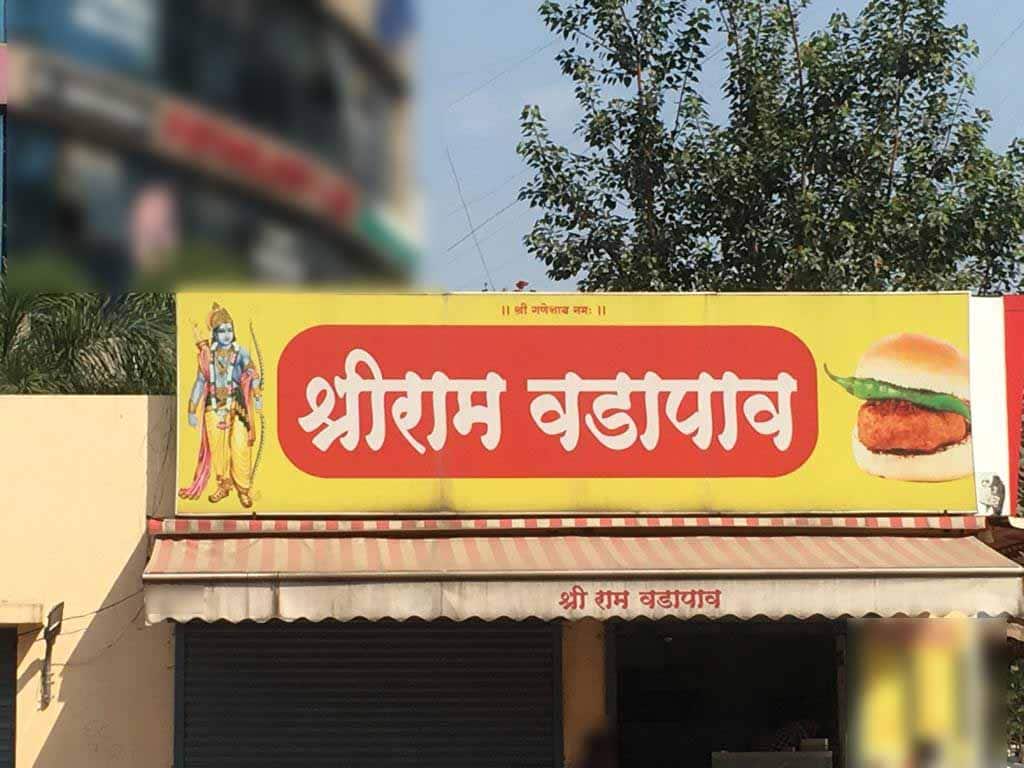 || श्री गणेशाय नमः ||
श्रीराम वडापाव
श्री राम वडापाव